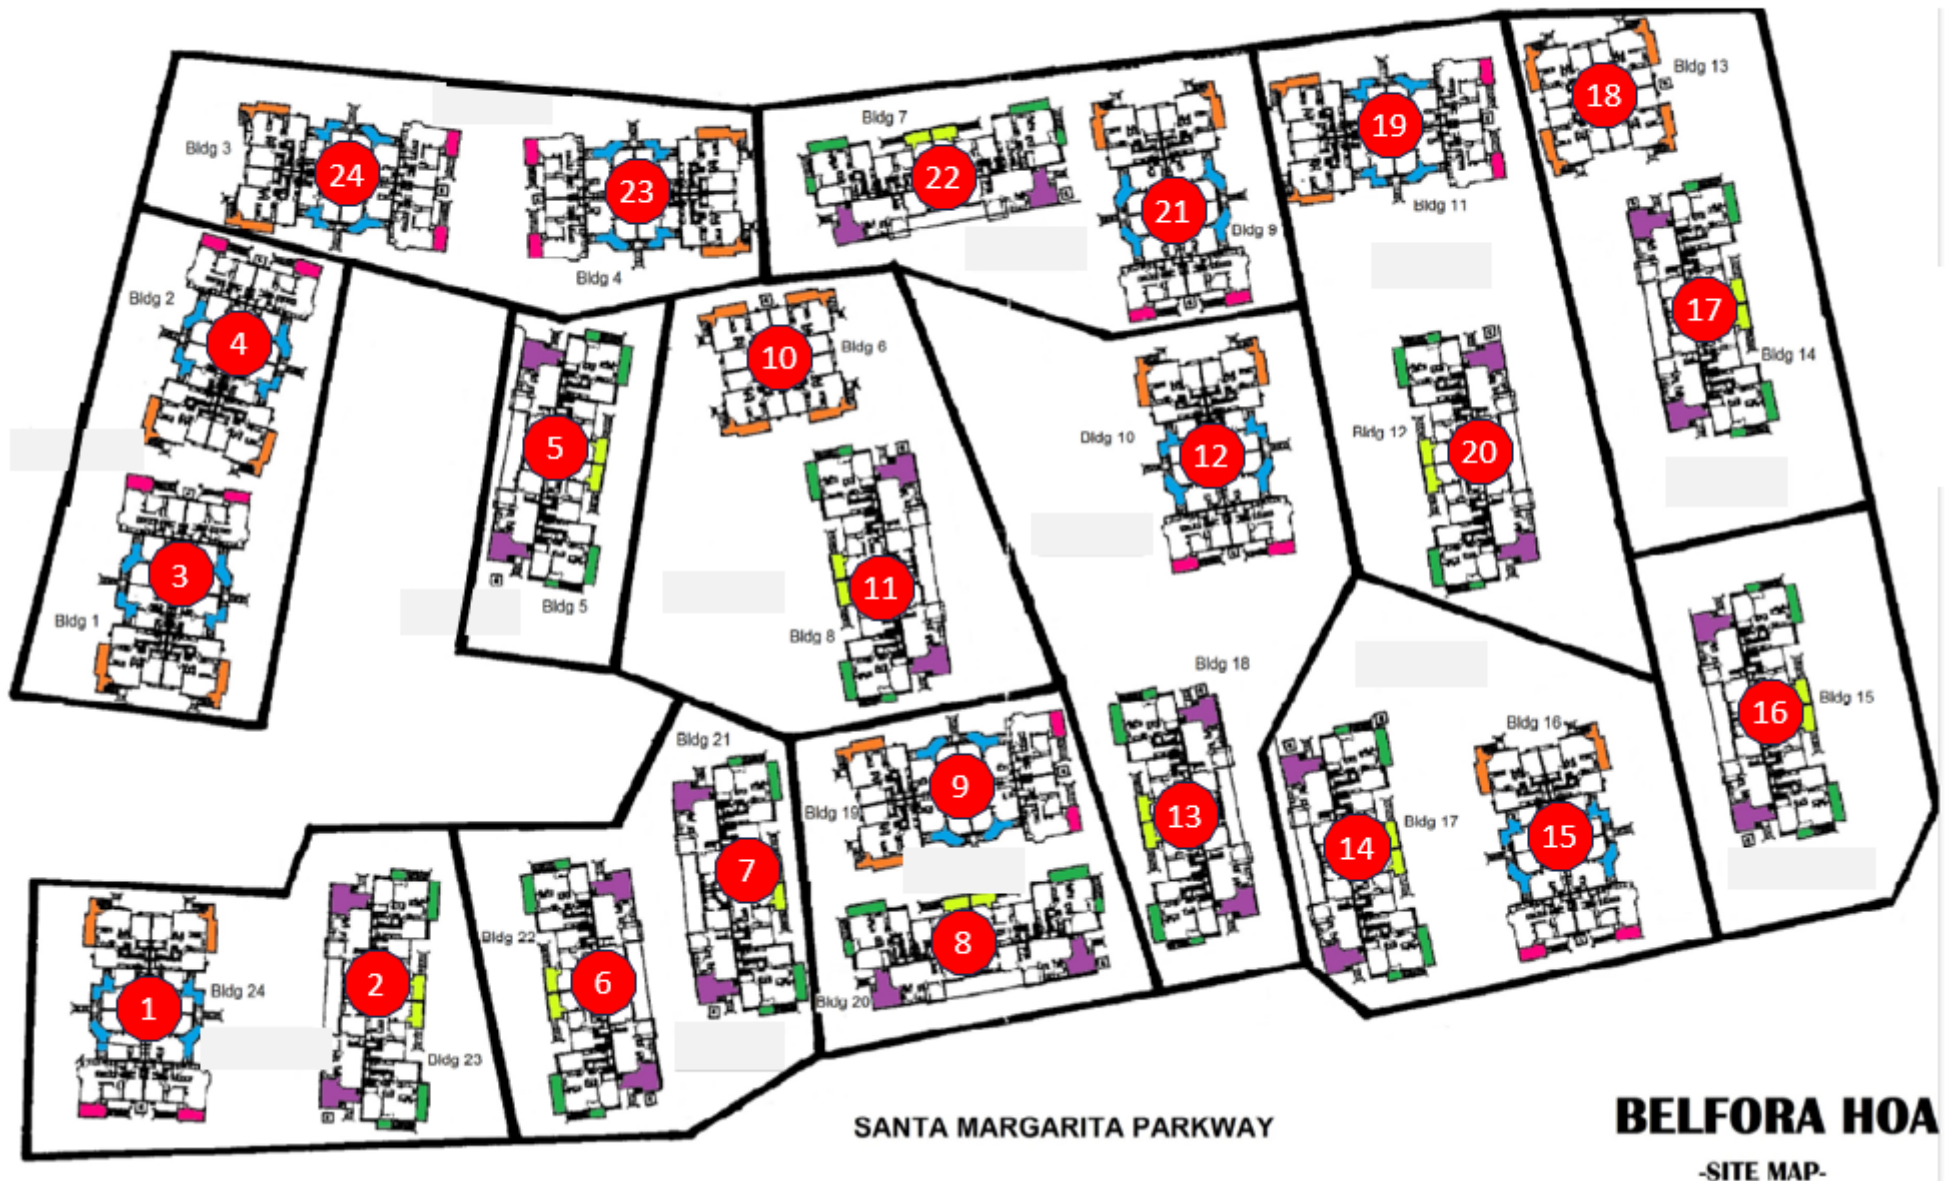 Bldg 13
18
Bldg 7
19
Bldg 3
24
22
23
Bldg 11
21
Bldg 9
Bldg 4
Bldg 2
17
4
10
Bldg 6
Bldg 14
Bldg 10
Bldg 12
5
12
20
3
11
Bldg 5
Bldg 1
Bldg 8
Bldg 18
Bldg 15
16
Bldg 16
Bldg 21
9
Bldg 19
13
Bldg 17
14
15
7
Bldg 22
8
2
6
Bldg 24
1
Bldg 20
Bldg 23
SANTA MARGARITA PARKWAY
BELFORA HOA
-SITE MAP-